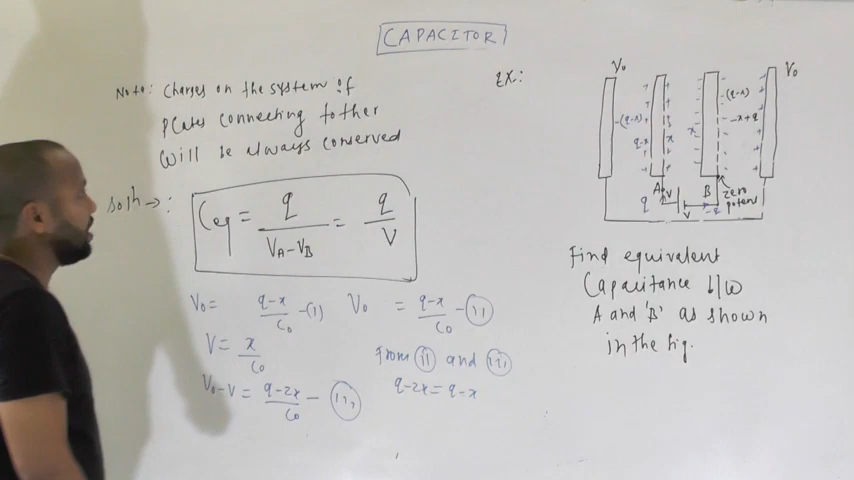 CAPACITOR
Note: Charges on the system of
Plates connecting tother
will be always conserved
Soln →:
Ceq = q / VA-VB = q / V
V0 = q-x / C0 -(i) V0 = q-x / C0 - (ii)
V = x / C0
From (ii) and (iii)
V0-V = q-2x / C0 - (iii)
q-2x = q-x
ex:
V0 V0
-(q-x) q-x x x -(q-x) -x+q
A B
q V V -q
zero
poten
Find equivalent
Capacitance b/w
A and 'B' as shown
in the fig.